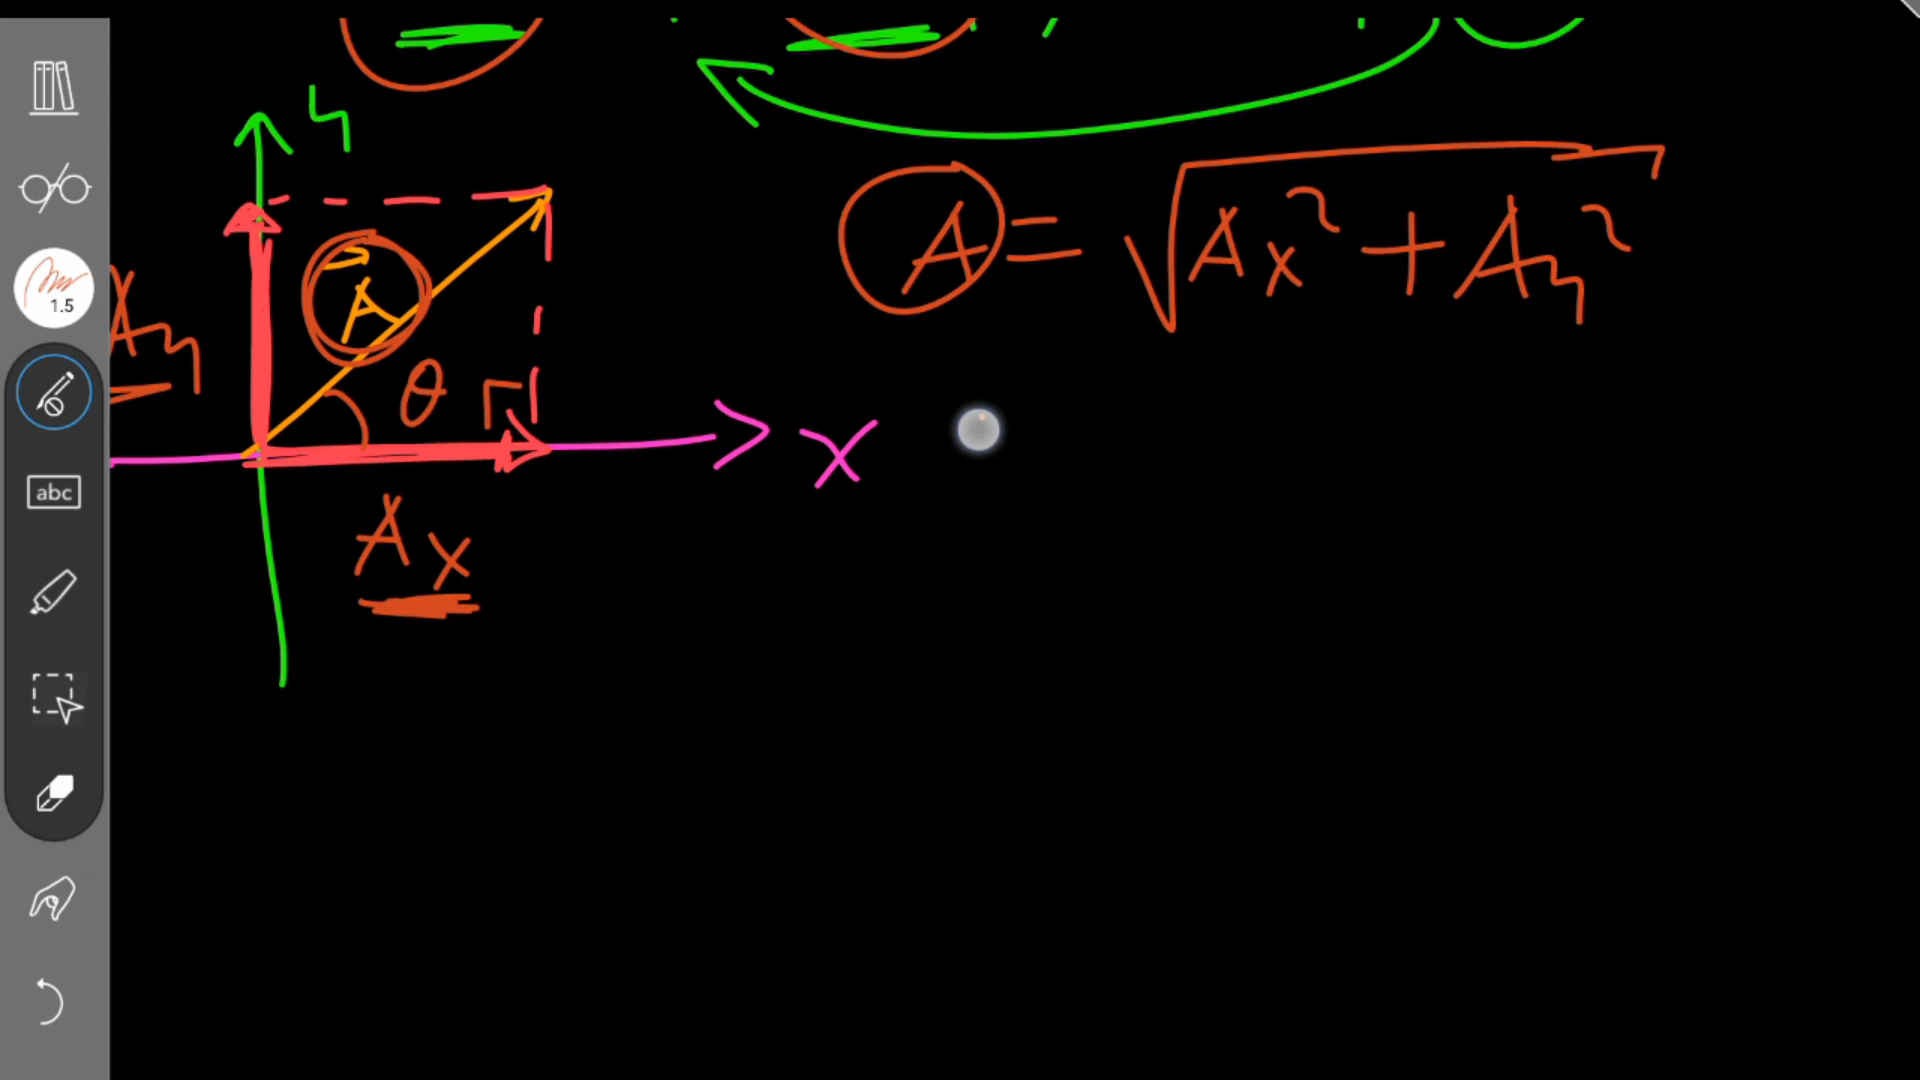 y
A = √Ax² + Ay²
1.5
A⃗
Ay
θ
x
abc
Ax